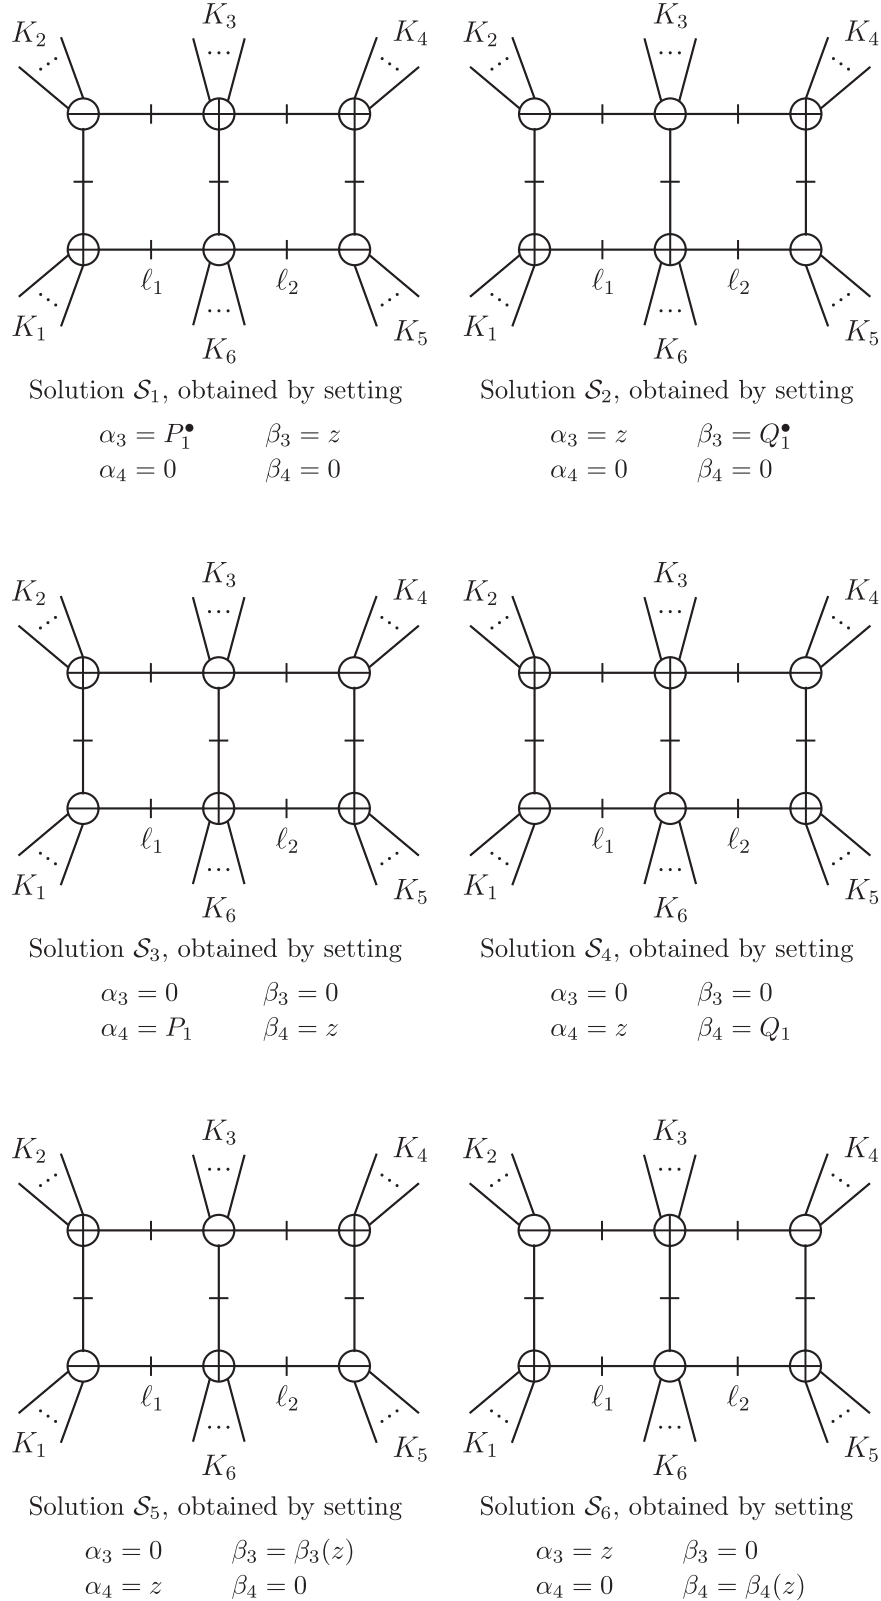 K₃ K₃
K₂ K₄ K₂ K₄
... ... ... ... ... ...
ℓ₁ ℓ₂ ℓ₁ ℓ₂
... ... ... ... ... ...
K₁ K₅ K₁ K₅
K₆ K₆
Solution 𝒮₁, obtained by setting Solution 𝒮₂, obtained by setting
α₃ = P₁• β₃ = z α₃ = z β₃ = Q₁•
α₄ = 0 β₄ = 0 α₄ = 0 β₄ = 0
K₃ K₃
K₂ K₄ K₂ K₄
... ... ... ... ... ...
ℓ₁ ℓ₂ ℓ₁ ℓ₂
... ... ... ... ... ...
K₁ K₅ K₁ K₅
K₆ K₆
Solution 𝒮₃, obtained by setting Solution 𝒮₄, obtained by setting
α₃ = 0 β₃ = 0 α₃ = 0 β₃ = 0
α₄ = P₁ β₄ = z α₄ = z β₄ = Q₁
K₃ K₃
K₂ K₄ K₂ K₄
... ... ... ... ... ...
ℓ₁ ℓ₂ ℓ₁ ℓ₂
... ... ... ... ... ...
K₁ K₅ K₁ K₅
K₆ K₆
Solution 𝒮₅, obtained by setting Solution 𝒮₆, obtained by setting
α₃ = 0 β₃ = β₃(z) α₃ = z β₃ = 0
α₄ = z β₄ = 0 α₄ = 0 β₄ = β₄(z)